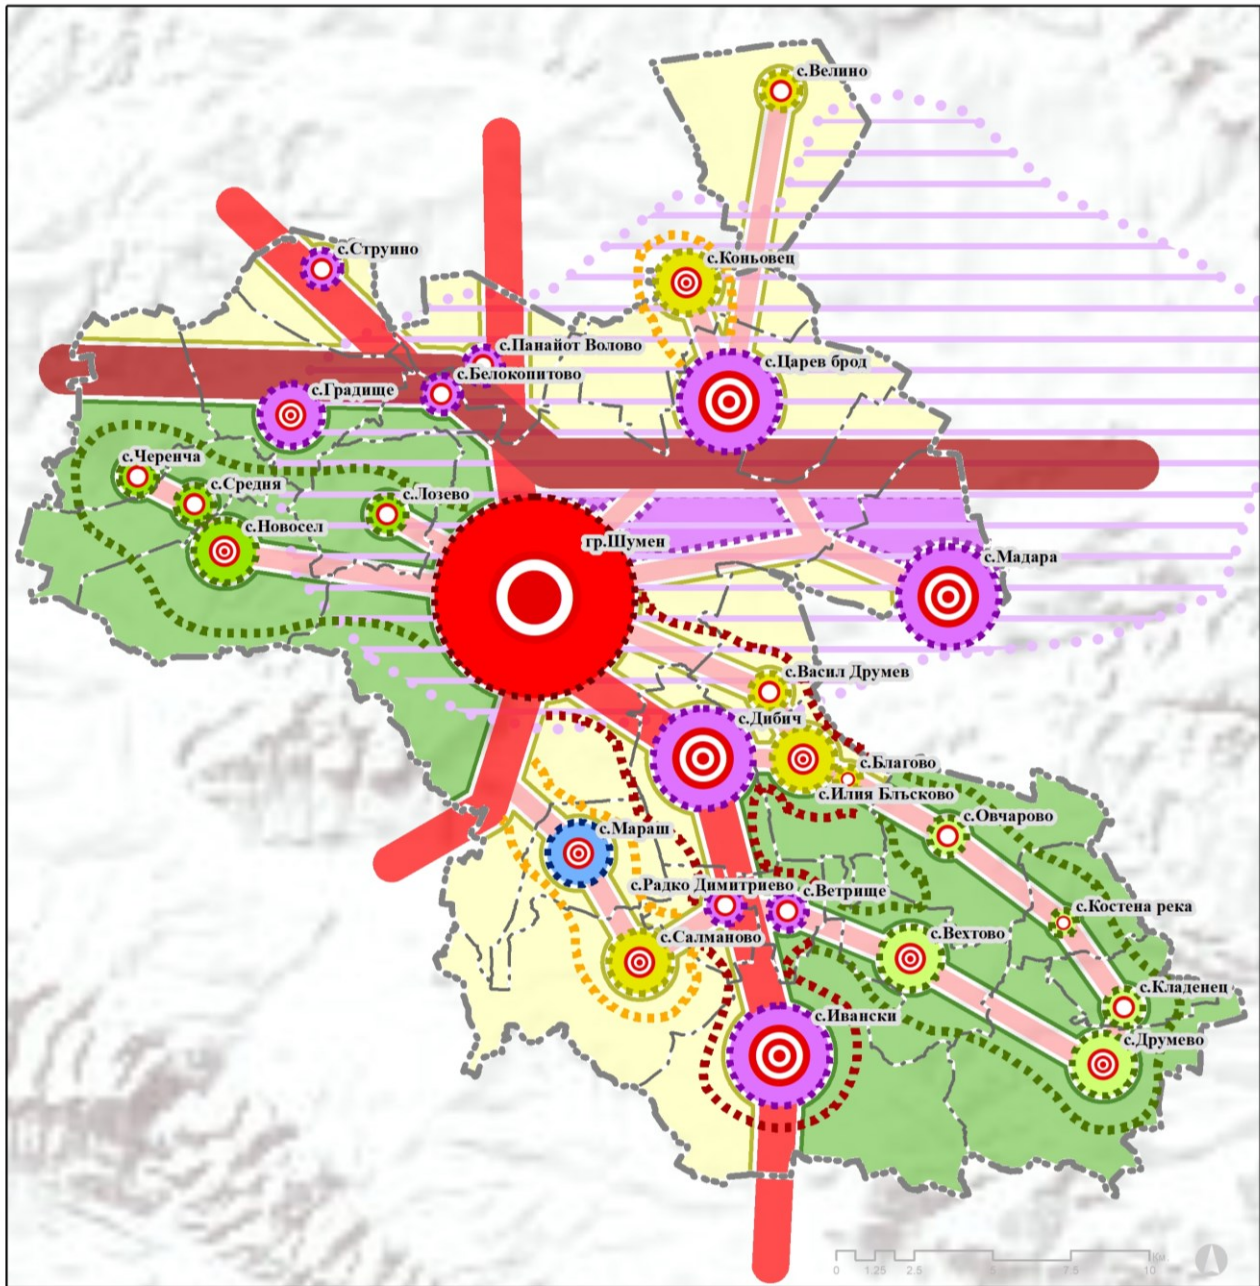 с.Велино
с.Струино
с.Коньовец
с.Панайот Волово
с.Царев брод
с.Белокопитово
с.Градище
с.Черенча
с.Средня
с.Лозево
с.Новосел
гр.Шумен
с.Мадара
с.Васил Друмев
с.Дибич
с.Благово
с.Илия Блъсково
с.Овчарово
с.Мараш
с.Радко Димитриево
с.Ветрище
с.Костена река
с.Салманово
с.Вехтово
с.Кладенец
с.Ивански
с.Друмево
Км
0 1.25 2.5 5 7.5 10